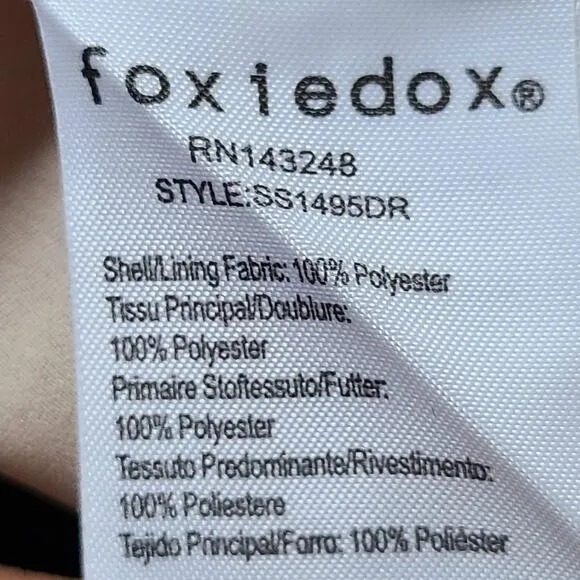 foxiedox®
RN143248
STYLE:SS1495DR
Shell/Lining Fabric: 100% Polyester
Tissu Principal/Doublure:
100% Polyester
Primaire Stoftessuto/Futter:
100% Polyester
Tessuto Predominante/Rivestimento:
100% Poliestere
Tejido Principal/Forro: 100% Poliéster